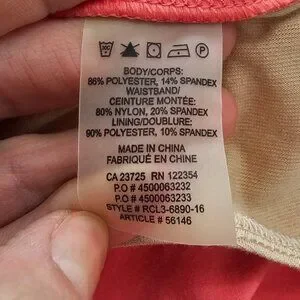 BODY/CORPS:
86% POLYESTER, 14% SPANDEX
WAISTBAND/
CEINTURE MONTÉE:
80% NYLON, 20% SPANDEX
LINING/DOUBLURE:
90% POLYESTER, 10% SPANDEX
MADE IN CHINA
FABRIQUÉ EN CHINE
CA 23725 RN 122354
P.O # 4500063232
P.O # 4500063233
STYLE # RCL3-6890-16
ARTICLE # 56146